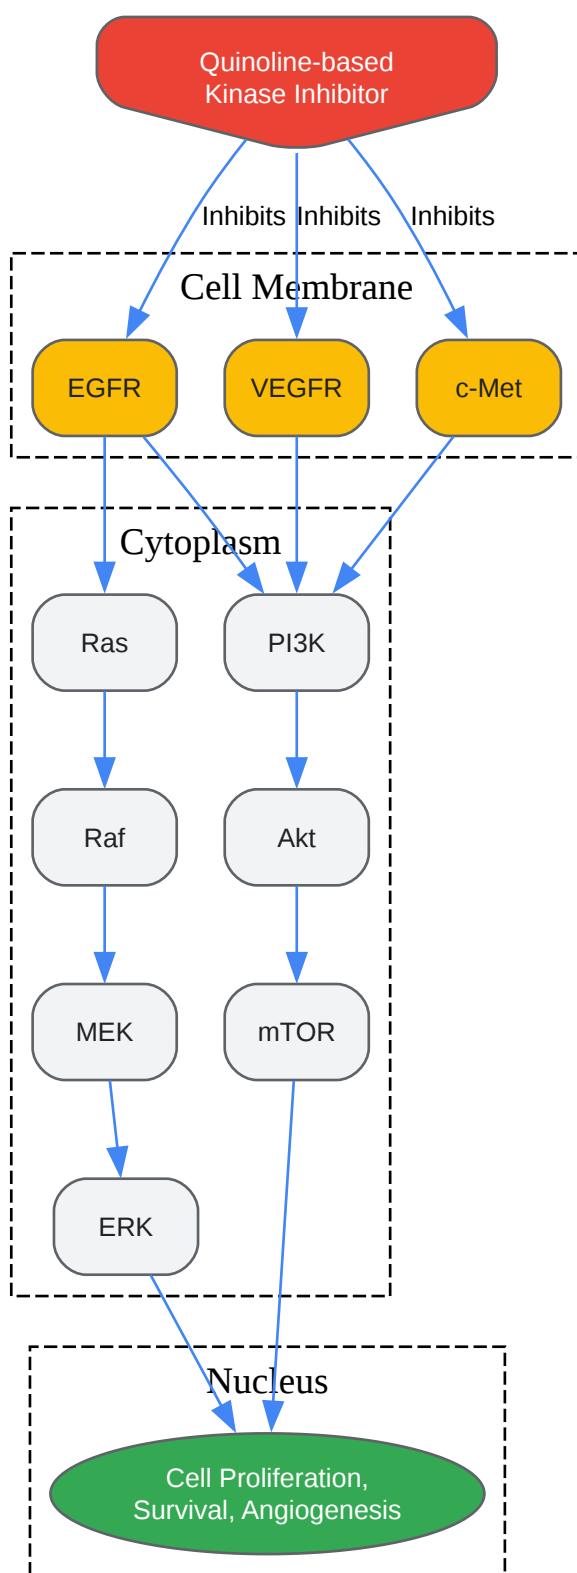 Quinoline-based
Kinase Inhibitor
Inhibits
Inhibits
Inhibits
Cell Membrane
EGFR
VEGFR
c-Met
Cytoplasm
Ras
PI3K
Raf
Akt
MEK
mTOR
ERK
Nucleus
Cell Proliferation,
Survival, Angiogenesis